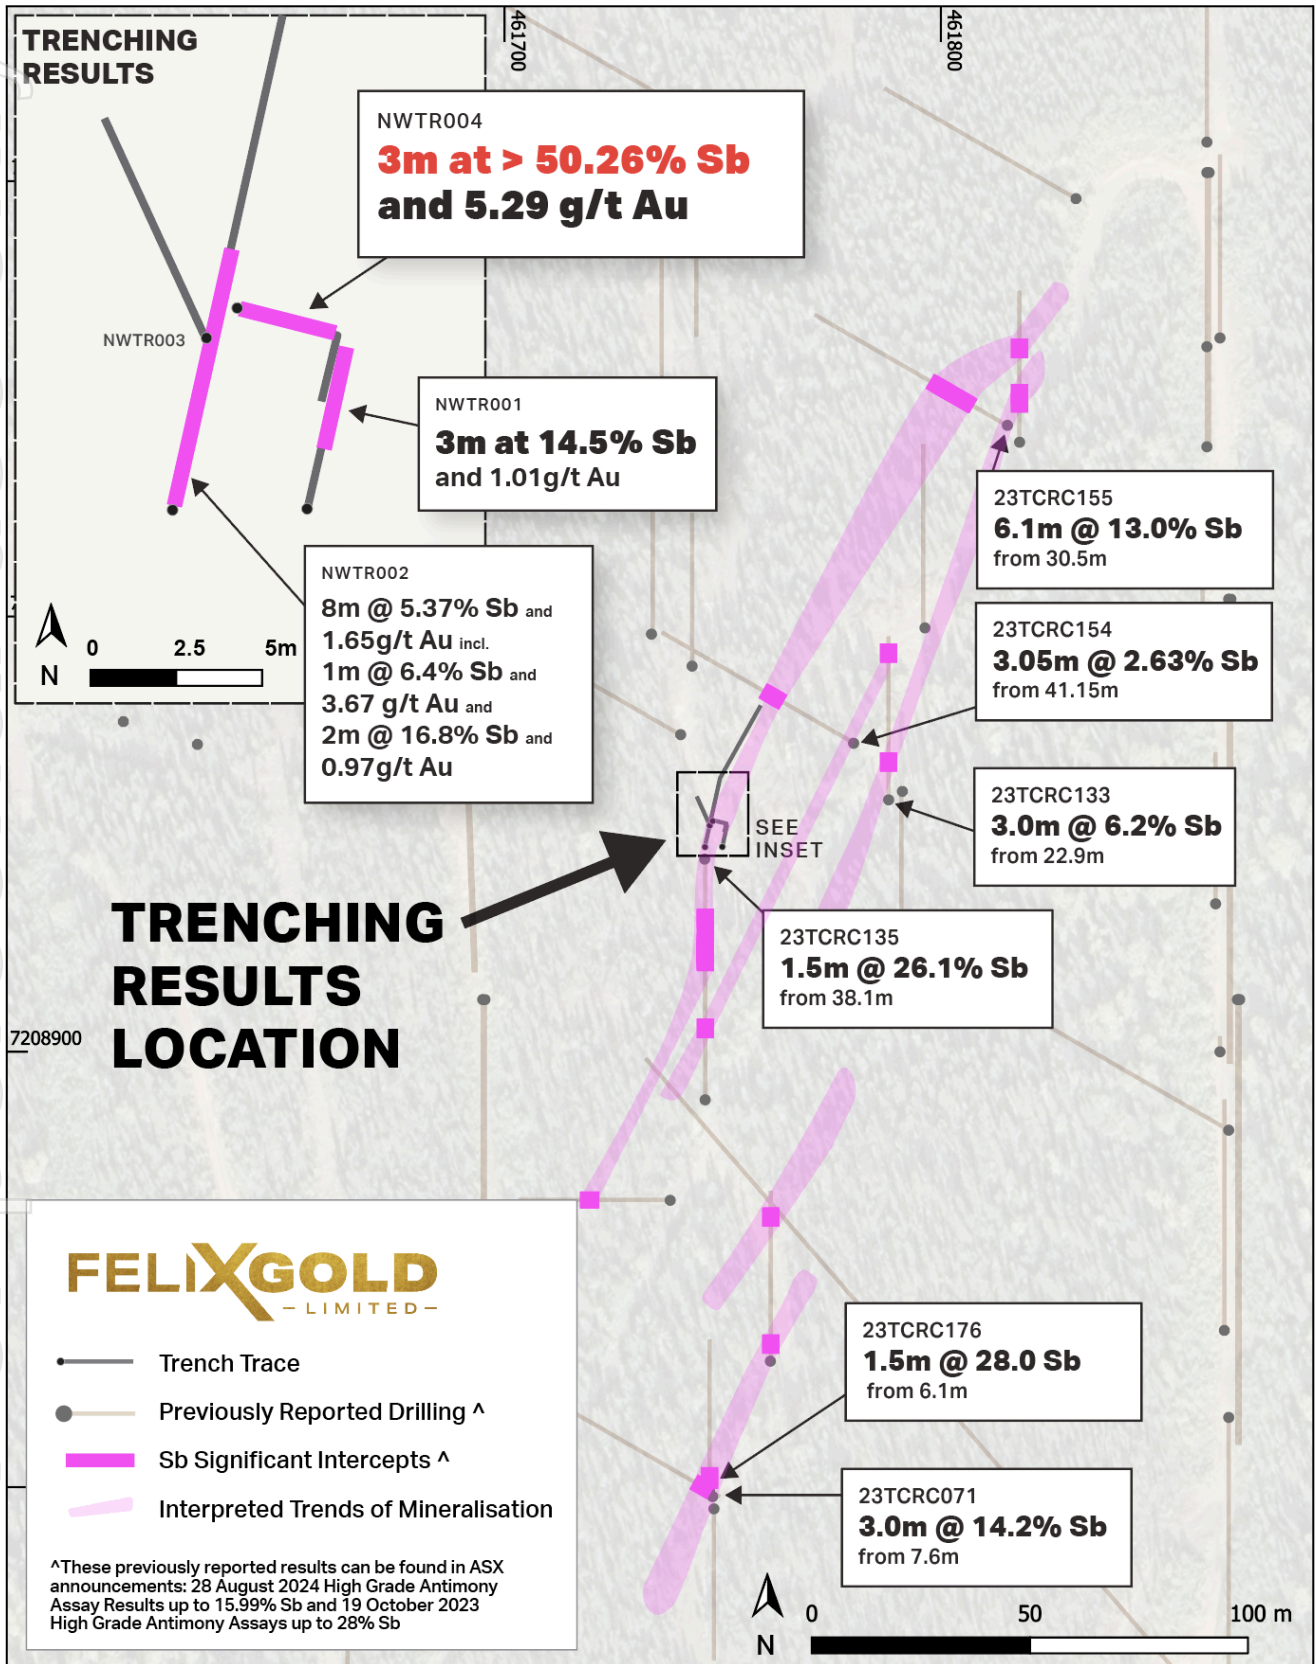 TRENCHING
RESULTS
461700
461800
NWTR004
3m at > 50.26% Sb
and 5.29 g/t Au
NWTR003
NWTR001
3m at 14.5% Sb
and 1.01g/t Au
NWTR002
8m @ 5.37% Sb and
1.65g/t Au incl.
1m @ 6.4% Sb and
3.67 g/t Au and
2m @ 16.8% Sb and
0.97g/t Au
N
0 2.5 5m
23TCRC155
6.1m @ 13.0% Sb
from 30.5m
23TCRC154
3.05m @ 2.63% Sb
from 41.15m
23TCRC133
3.0m @ 6.2% Sb
from 22.9m
SEE
INSET
TRENCHING
RESULTS
LOCATION
23TCRC135
1.5m @ 26.1% Sb
from 38.1m
7208900
FELIXGOLD
LIMITED
Trench Trace
Previously Reported Drilling ^
Sb Significant Intercepts ^
Interpreted Trends of Mineralisation
^These previously reported results can be found in ASX
announcements: 28 August 2024 High Grade Antimony
Assay Results up to 15.99% Sb and 19 October 2023
High Grade Antimony Assays up to 28% Sb
23TCRC176
1.5m @ 28.0 Sb
from 6.1m
23TCRC071
3.0m @ 14.2% Sb
from 7.6m
N
0 50 100 m